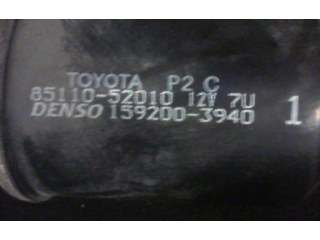 TOYOTA P2 C
85110-52010 12V 7U
DENSO 159200-3940 1